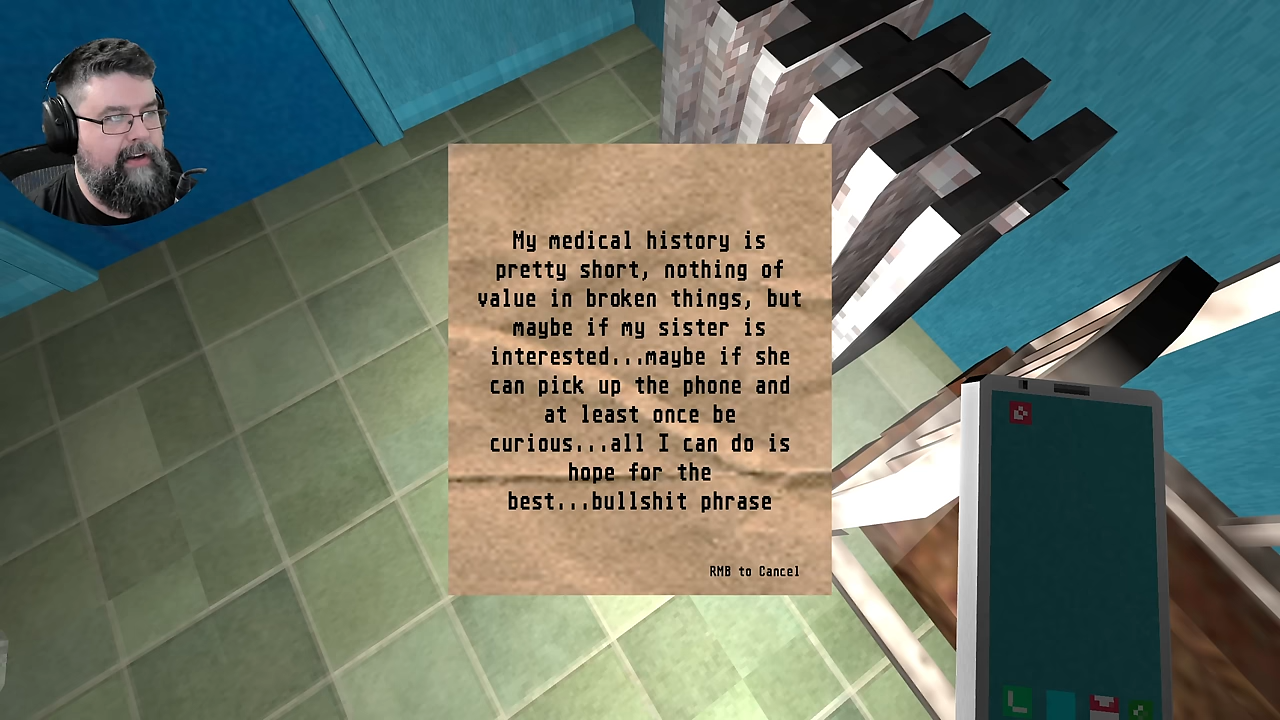 My medical history is
pretty short, nothing of
value in broken things, but
maybe if my sister is
interested...maybe if she
can pick up the phone and
at least once be
curious...all I can do is
hope for the
best...bullshit phrase
RMB to Cancel